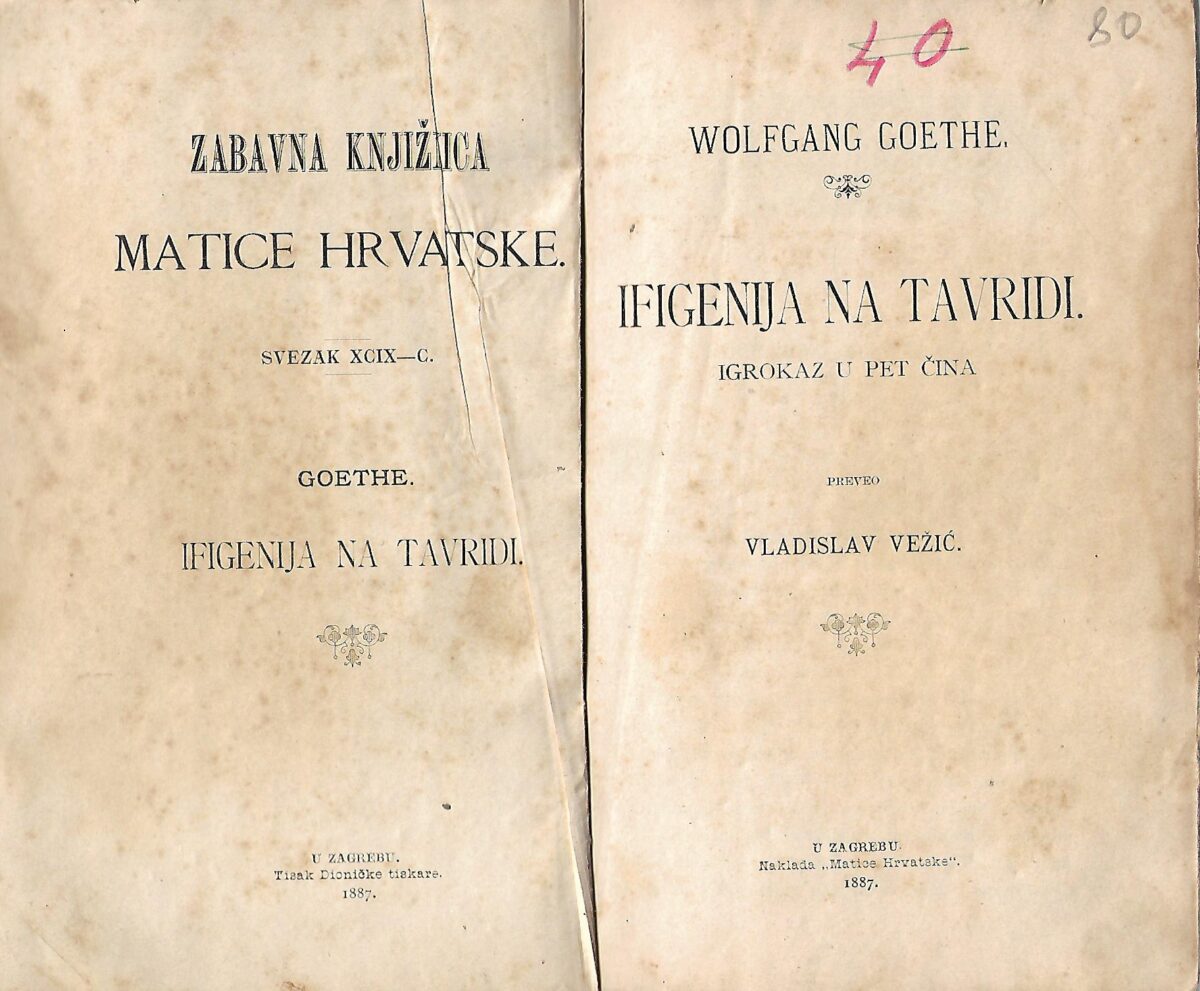 ZABAVNA KNJIŽNICA
MATICE HRVATSKE.
SVEZAK XCIX—C.
GOETHE.
IFIGENIJA NA TAVRIDI.
U ZAGREBU.
Tisak Dioničke tiskare.
1887.
40
80
WOLFGANG GOETHE.
IFIGENIJA NA TAVRIDI.
IGROKAZ U PET ČINA
PREVEO
VLADISLAV VEŽIĆ.
U ZAGREBU.
Naklada „Matice Hrvatske“.
1887.